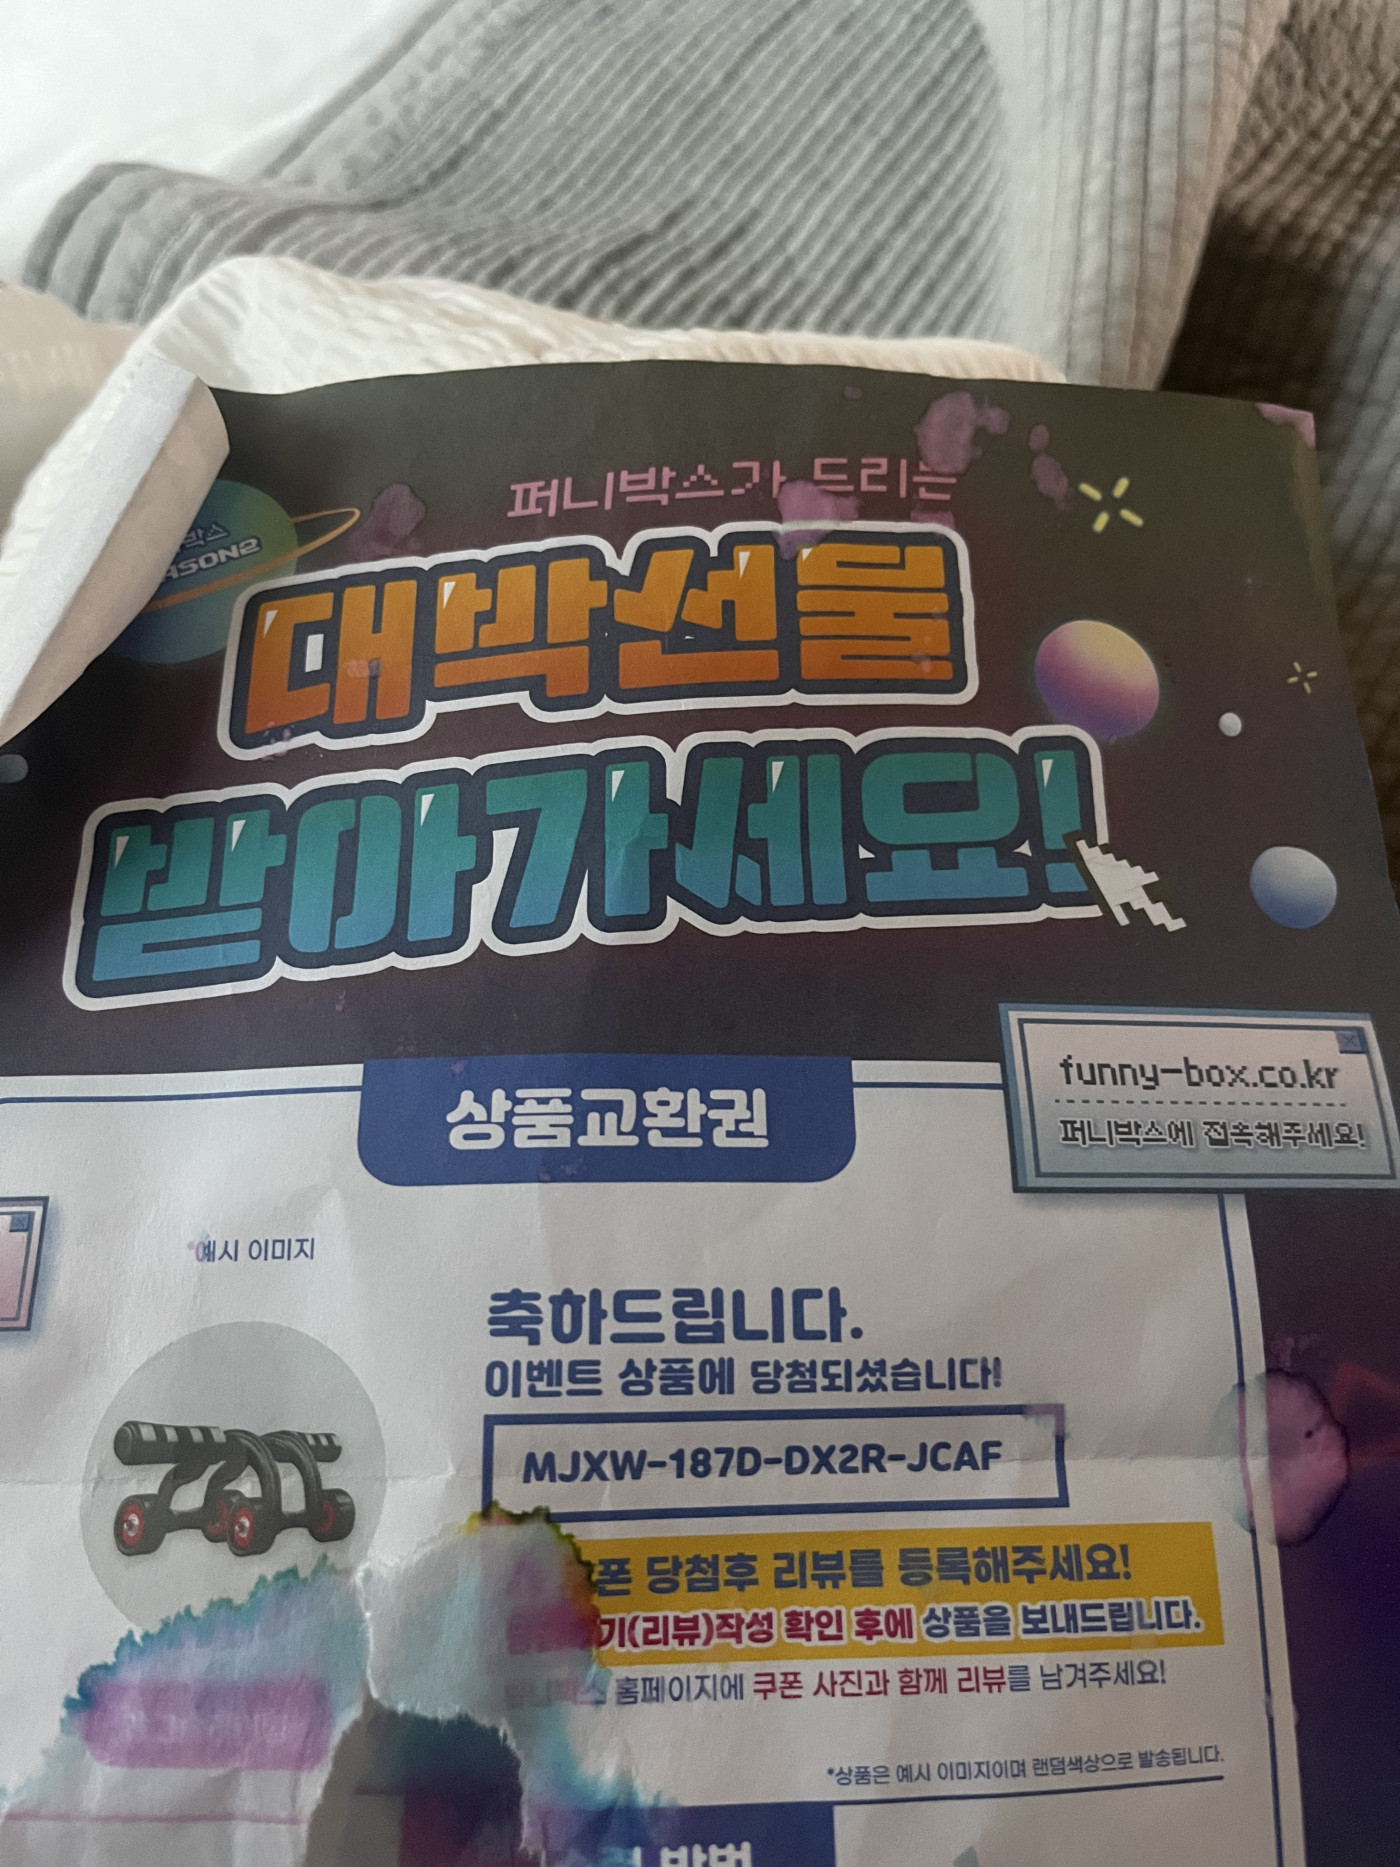 퍼니박스가 드리는
대박선물
받아가세요!
상품교환권
funny-box.co.kr
퍼니박스에 접속해주세요!
*예시 이미지
축하드립니다.
이벤트 상품에 당첨되셨습니다!
MJXW-187D-DX2R-JCAF
당첨후 리뷰를 등록해주세요!
확인 후에 상품을 보내드립니다.
홈페이지에 쿠폰 사진과 함께 리뷰를 남겨주세요!
*상품은 예시 이미지이며 랜덤색상으로 발송됩니다.
방법